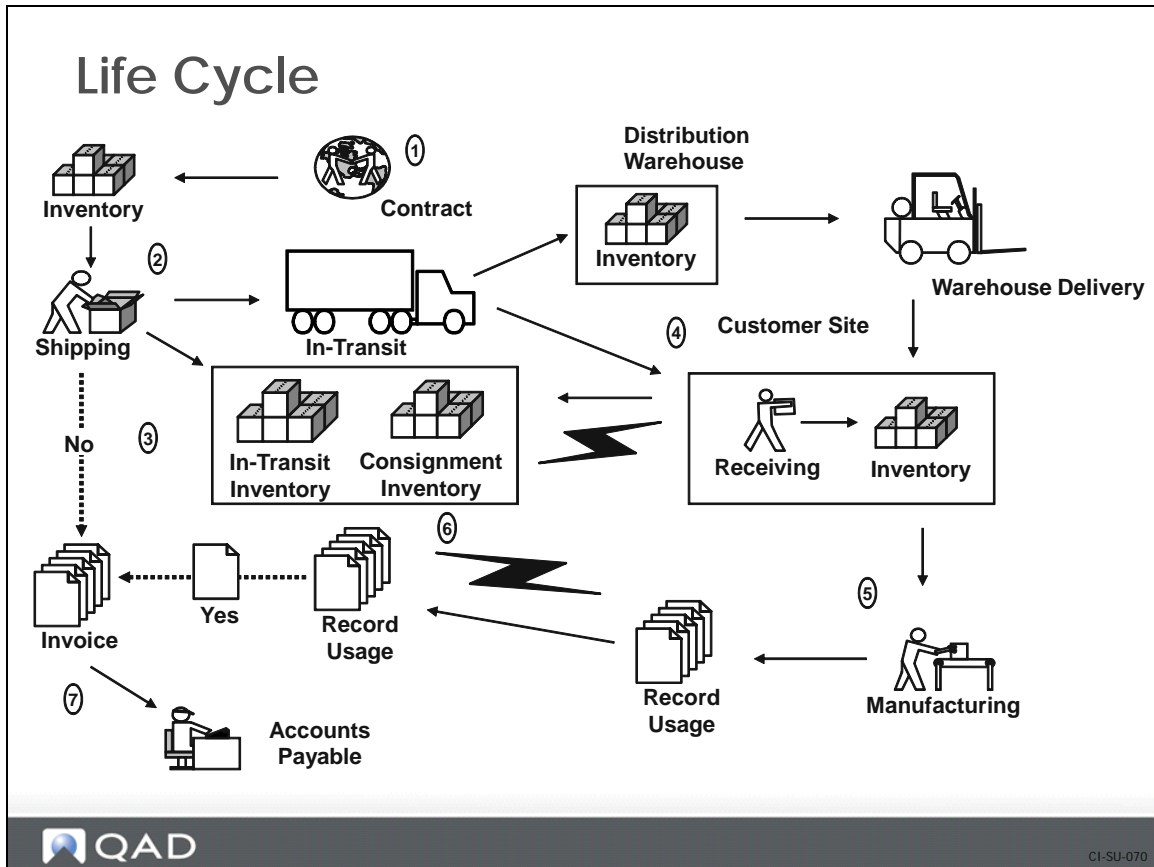 Life Cycle
1
Contract
Inventory
2
Shipping
In-Transit
Distribution
Warehouse
Inventory
Warehouse Delivery
4
Customer Site
Receiving
Inventory
No
3
In-Transit
Inventory
Consignment
Inventory
6
Invoice
Yes
Record
Usage
5
Record
Usage
Manufacturing
7
Accounts
Payable
QAD
CI-SU-070